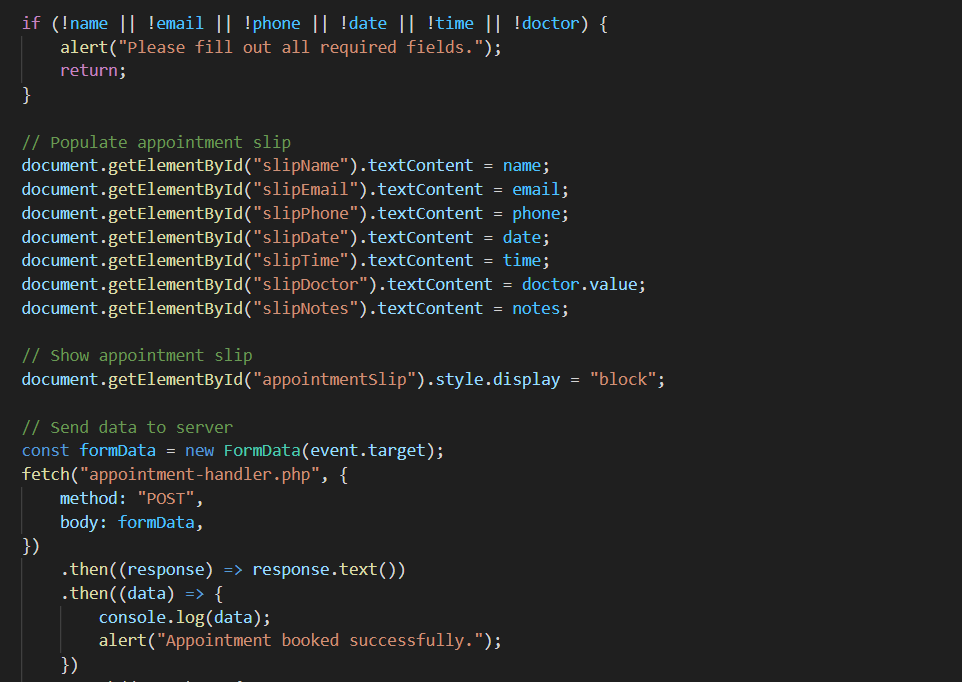 if (!name || !email || !phone || !date || !time || !doctor) {
    alert("Please fill out all required fields.");
    return;
}
// Populate appointment slip
document.getElementById("slipName").textContent = name;
document.getElementById("slipEmail").textContent = email;
document.getElementById("slipPhone").textContent = phone;
document.getElementById("slipDate").textContent = date;
document.getElementById("slipTime").textContent = time;
document.getElementById("slipDoctor").textContent = doctor.value;
document.getElementById("slipNotes").textContent = notes;
// Show appointment slip
document.getElementById("appointmentSlip").style.display = "block";
// Send data to server
const formData = new FormData(event.target);
fetch("appointment-handler.php", {
    method: "POST",
    body: formData,
})
    .then((response) => response.text())
    .then((data) => {
        console.log(data);
        alert("Appointment booked successfully.");
    })